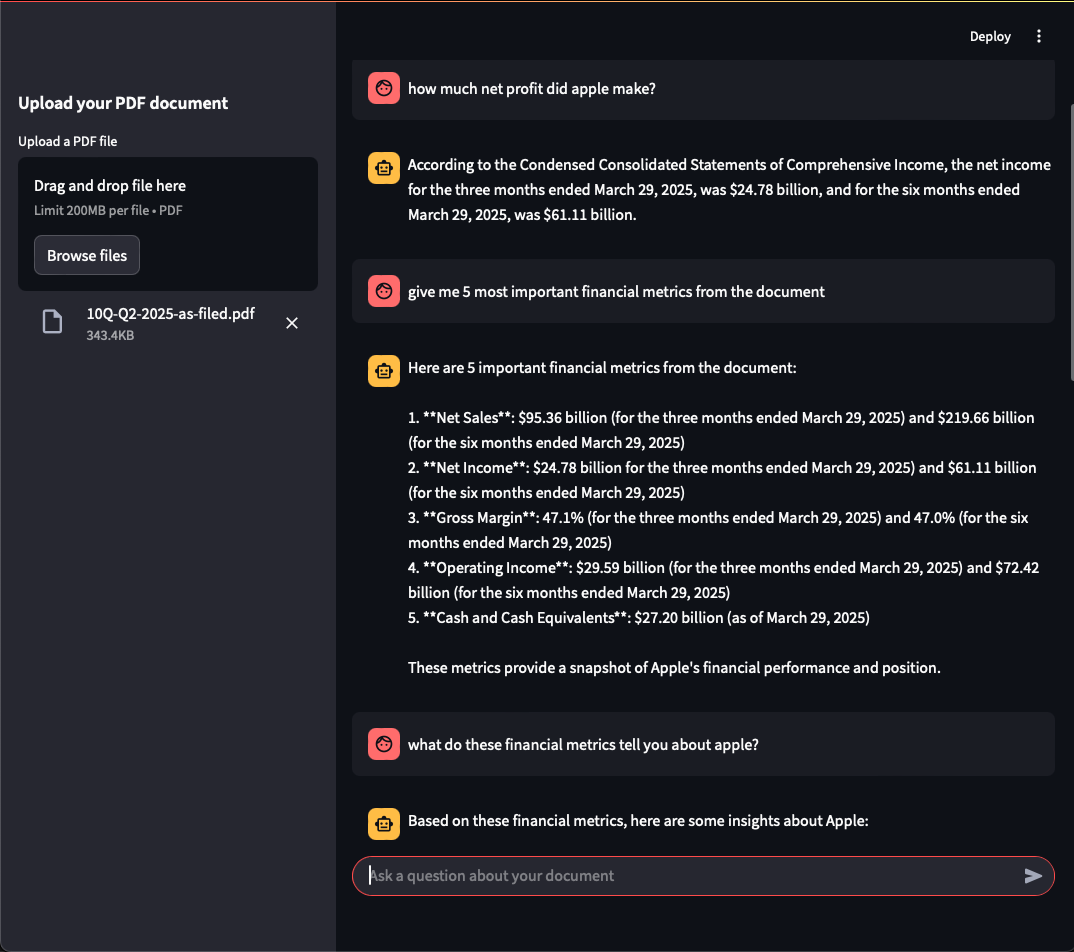 Deploy
Upload your PDF document
Upload a PDF file
Drag and drop file here
Limit 200MB per file • PDF
Browse files
10Q-Q2-2025-as-filed.pdf
343.4KB
how much net profit did apple make?
According to the Condensed Consolidated Statements of Comprehensive Income, the net income
for the three months ended March 29, 2025, was $24.78 billion, and for the six months ended
March 29, 2025, was $61.11 billion.
give me 5 most important financial metrics from the document
Here are 5 important financial metrics from the document:
1. **Net Sales**: $95.36 billion (for the three months ended March 29, 2025) and $219.66 billion
(for the six months ended March 29, 2025)
2. **Net Income**: $24.78 billion for the three months ended March 29, 2025) and $61.11 billion
(for the six months ended March 29, 2025)
3. **Gross Margin**: 47.1% (for the three months ended March 29, 2025) and 47.0% (for the six
months ended March 29, 2025)
4. **Operating Income**: $29.59 billion (for the three months ended March 29, 2025) and $72.42
billion (for the six months ended March 29, 2025)
5. **Cash and Cash Equivalents**: $27.20 billion (as of March 29, 2025)
These metrics provide a snapshot of Apple's financial performance and position.
what do these financial metrics tell you about apple?
Based on these financial metrics, here are some insights about Apple:
Ask a question about your document